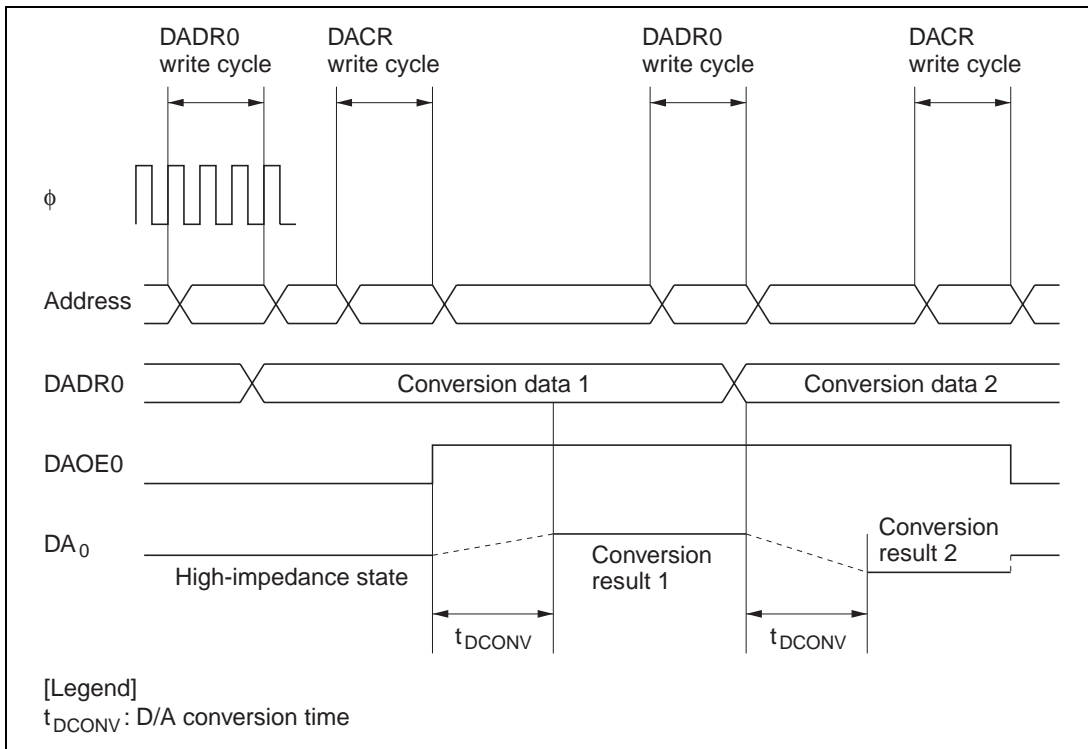 DADR0
write cycle
DACR
write cycle
DADR0
write cycle
DACR
write cycle
ϕ
Address
DADR0
Conversion data 1
Conversion data 2
DAOE0
DA0
High-impedance state
Conversion
result 1
Conversion
result 2
tDCONV
tDCONV
[Legend]
tDCONV: D/A conversion time